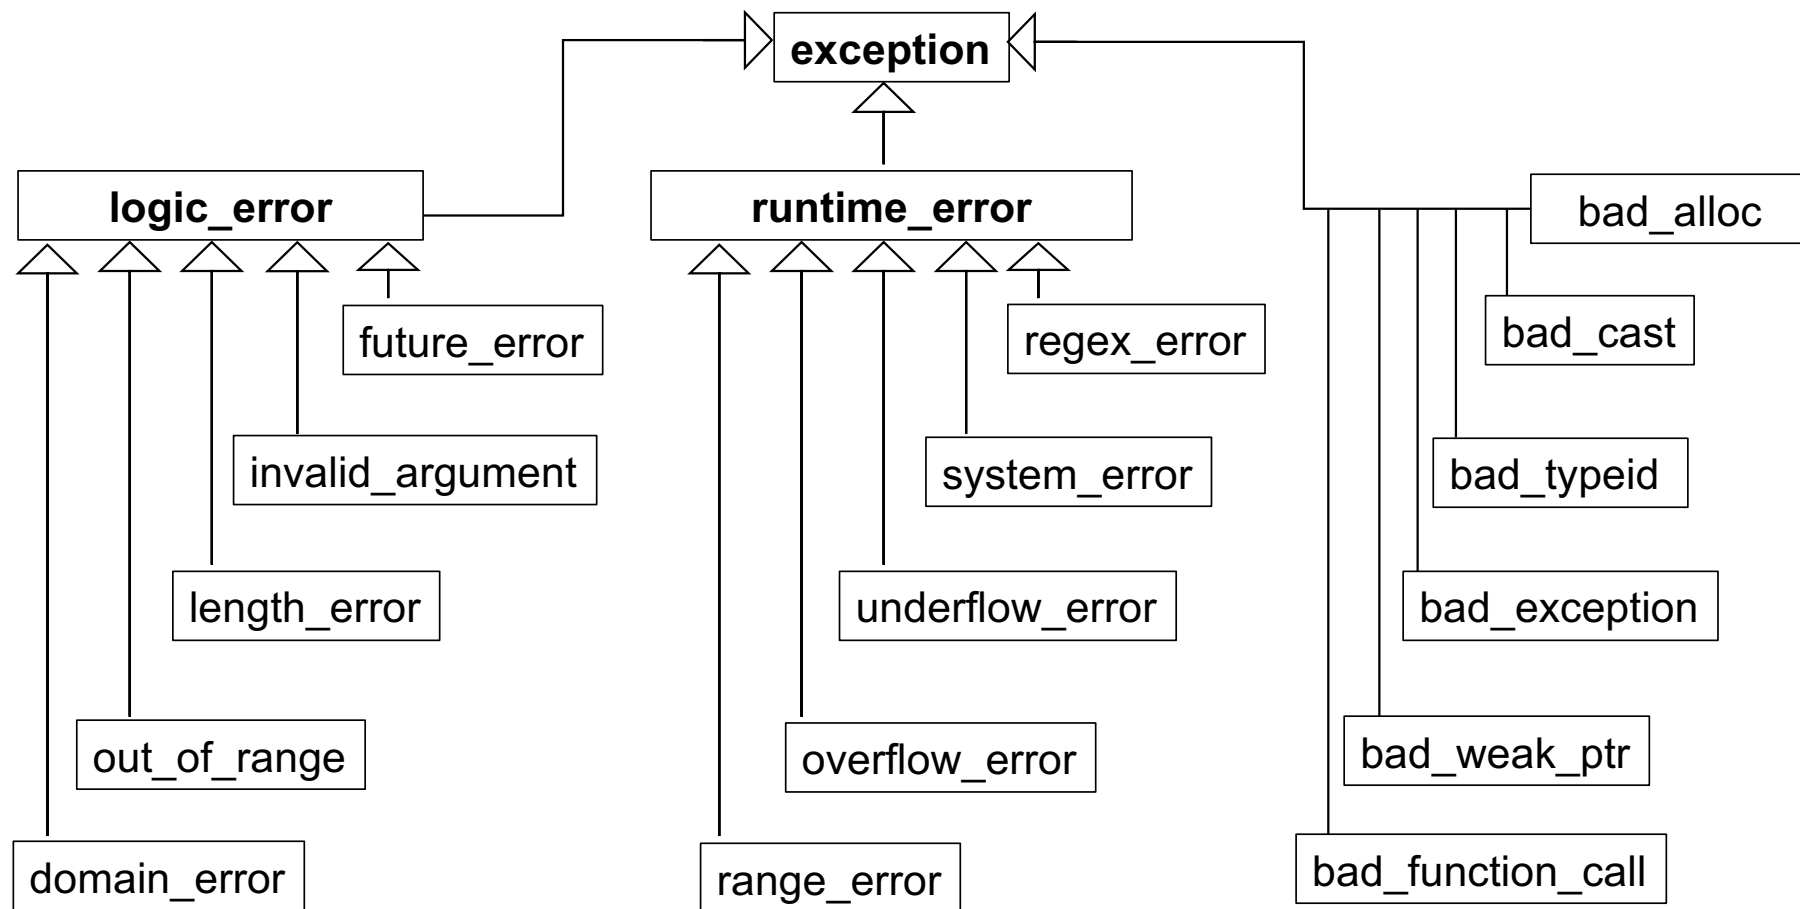 exception
logic_error
runtime_error
bad_alloc
future_error
regex_error
bad_cast
invalid_argument
system_error
bad_typeid
length_error
underflow_error
bad_exception
out_of_range
overflow_error
bad_weak_ptr
domain_error
range_error
bad_function_call